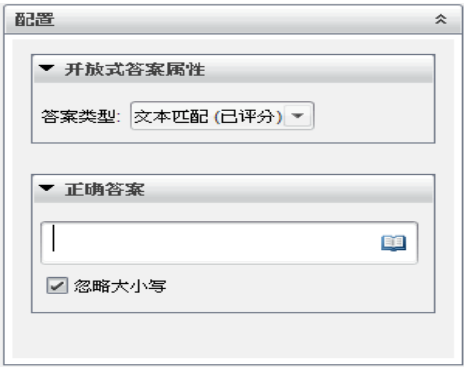 配置
开放式答案属性
答案类型: 文本匹配 (已评分)
正确答案
忽略大小写